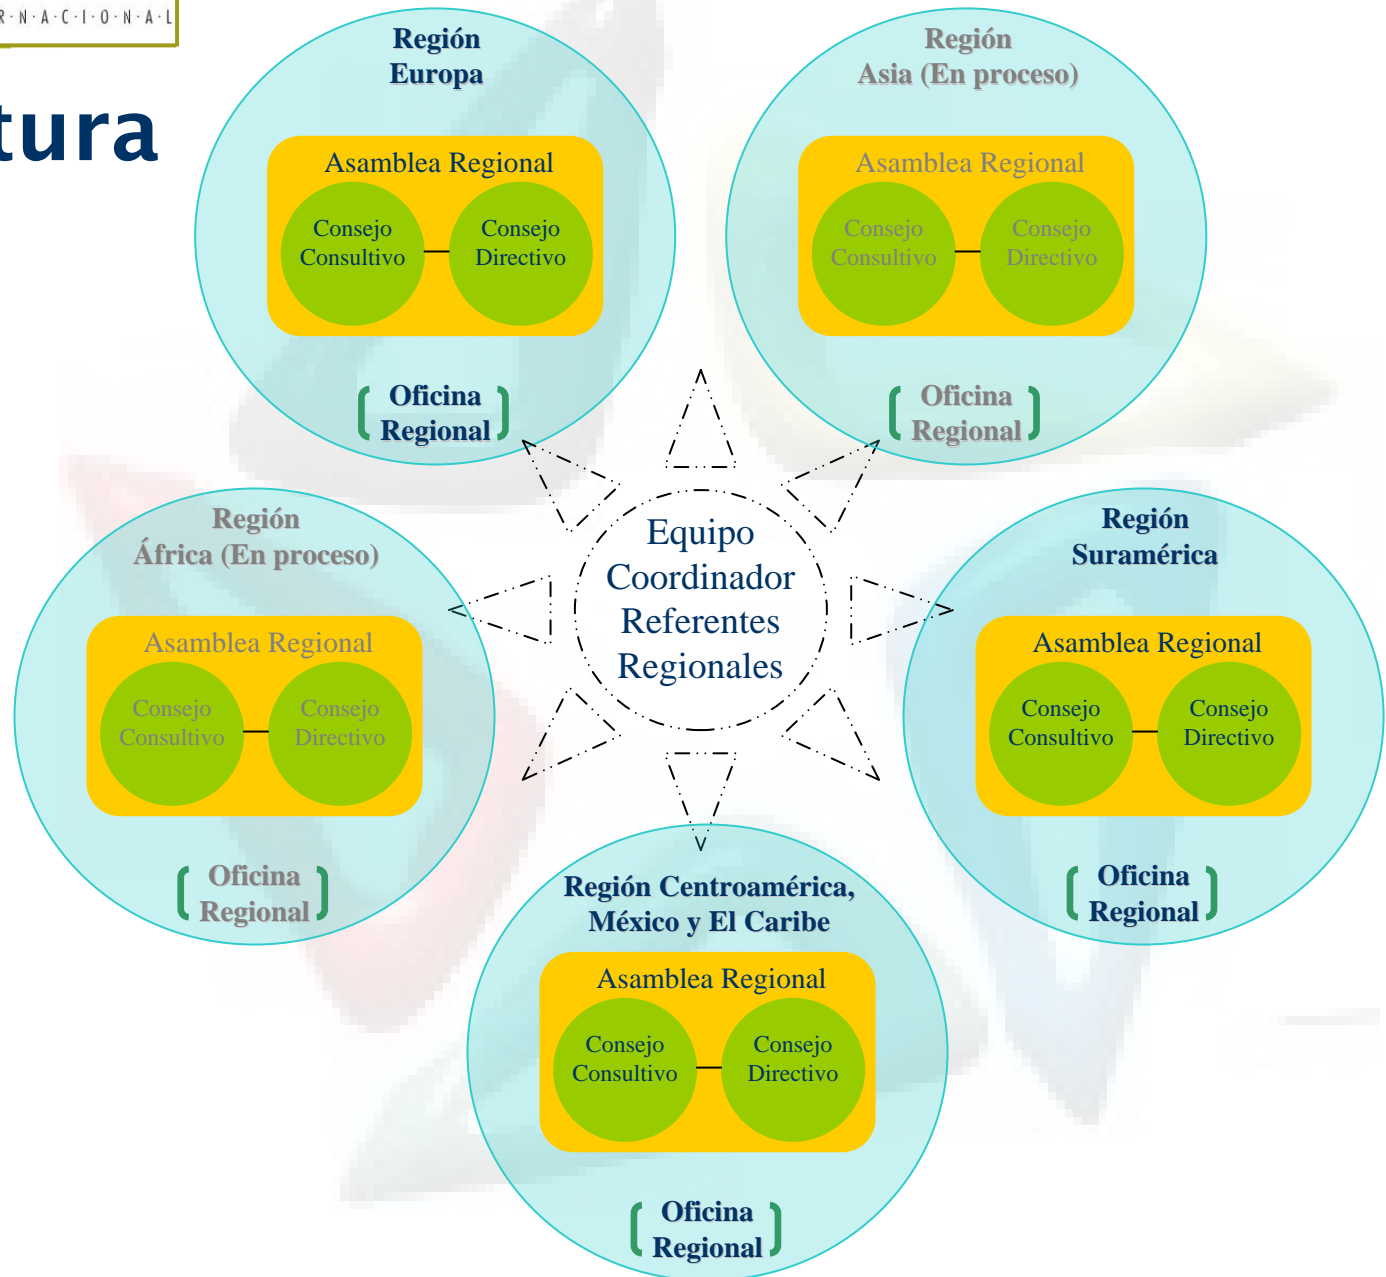 R·N·A·C·I·O·N·A·L
tura
Región
Europa
Asamblea Regional
Consejo
Consultivo
Consejo
Directivo
Oficina
Regional
Región
Asia (En proceso)
Asamblea Regional
Consejo
Consultivo
Consejo
Directivo
Oficina
Regional
Equipo
Coordinador
Referentes
Regionales
Región
África (En proceso)
Asamblea Regional
Consejo
Consultivo
Consejo
Directivo
Oficina
Regional
Región
Suramérica
Asamblea Regional
Consejo
Consultivo
Consejo
Directivo
Oficina
Regional
Región Centroamérica,
México y El Caribe
Asamblea Regional
Consejo
Consultivo
Consejo
Directivo
Oficina
Regional